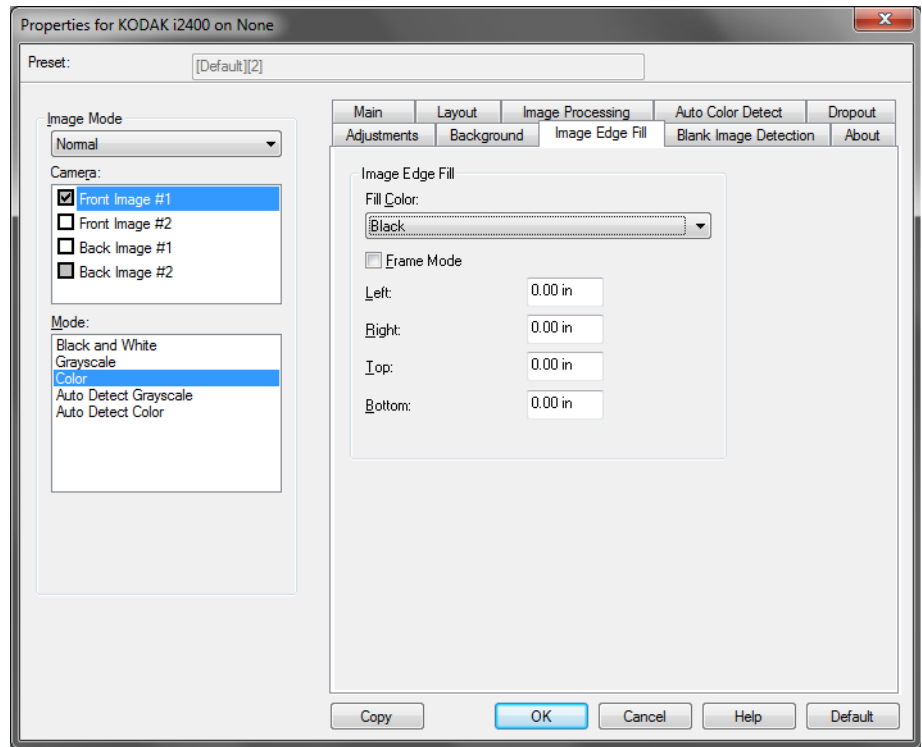 Properties for KODAK i2400 on None
x
Preset: [Default][2]
Image Mode
Normal
Camera:
Front Image #1
Front Image #2
Back Image #1
Back Image #2
Mode:
Black and White
Grayscale
Color
Auto Detect Grayscale
Auto Detect Color
Main Layout Image Processing Auto Color Detect Dropout
Adjustments Background Image Edge Fill Blank Image Detection About
Image Edge Fill
Fill Color:
Black
Frame Mode
Left: 0.00 in
Right: 0.00 in
Top: 0.00 in
Bottom: 0.00 in
Copy OK Cancel Help Default